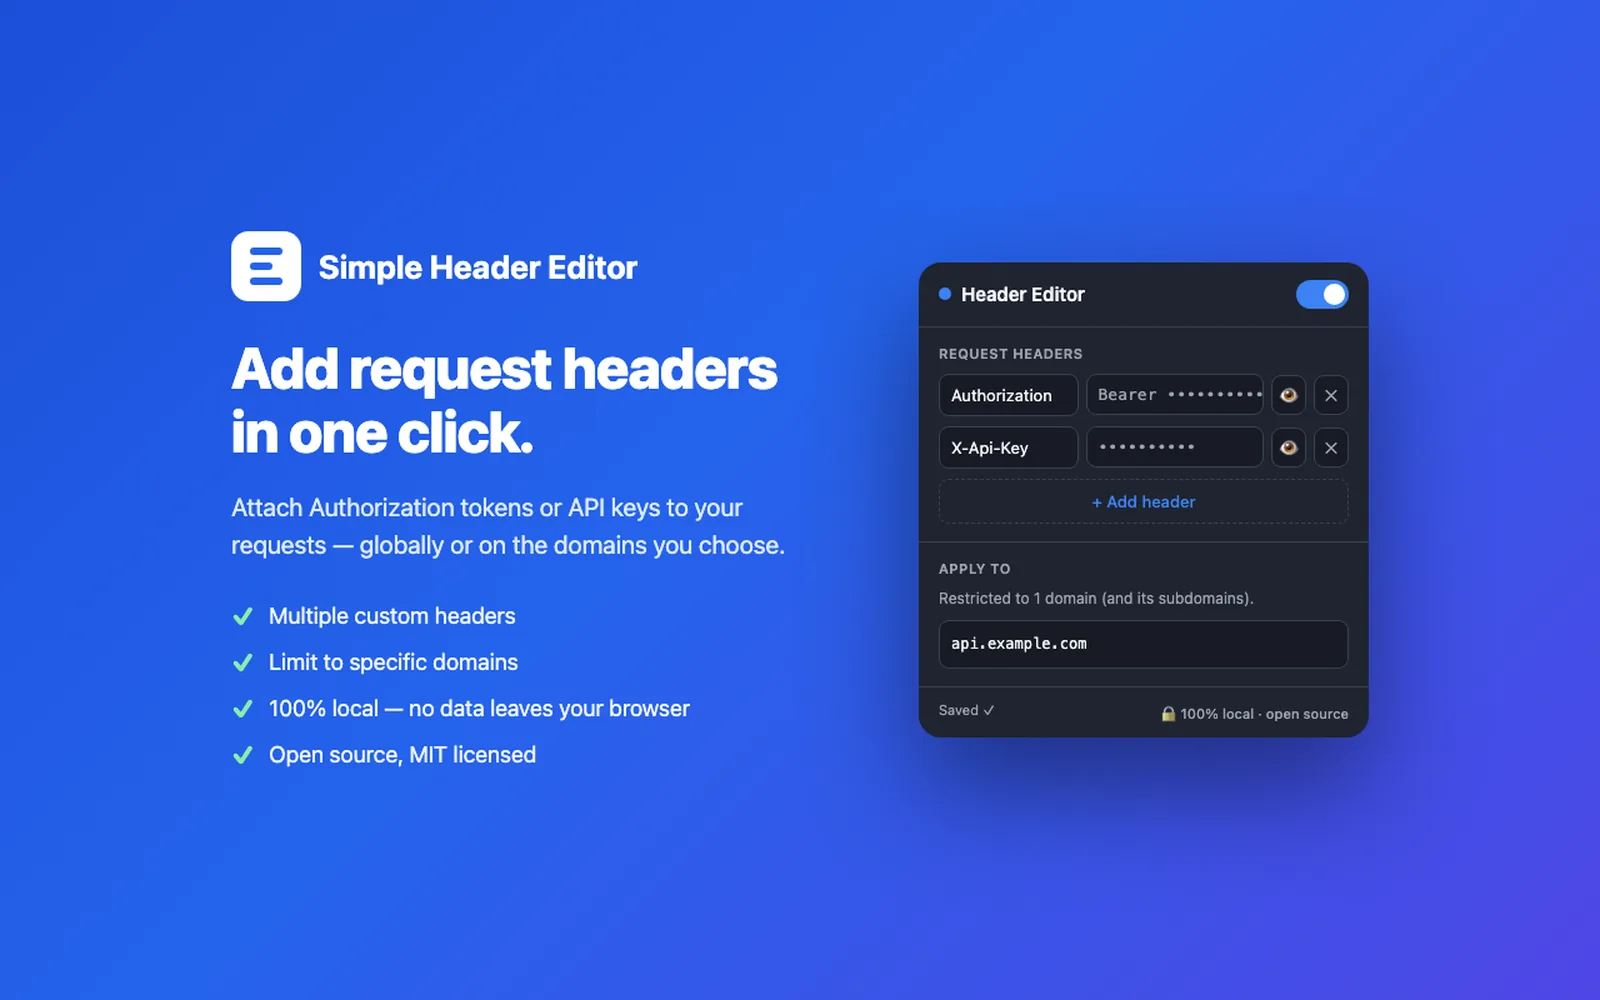 Simple Header Editor
Add request headers
in one click.
Attach Authorization tokens or API keys to your
requests — globally or on the domains you choose.
Multiple custom headers
Limit to specific domains
100% local — no data leaves your browser
Open source, MIT licensed
Header Editor
REQUEST HEADERS
Authorization Bearer ••••••••••
X-Api-Key ••••••••••
+ Add header
APPLY TO
Restricted to 1 domain (and its subdomains).
api.example.com
Saved ✓ 🔒 100% local · open source